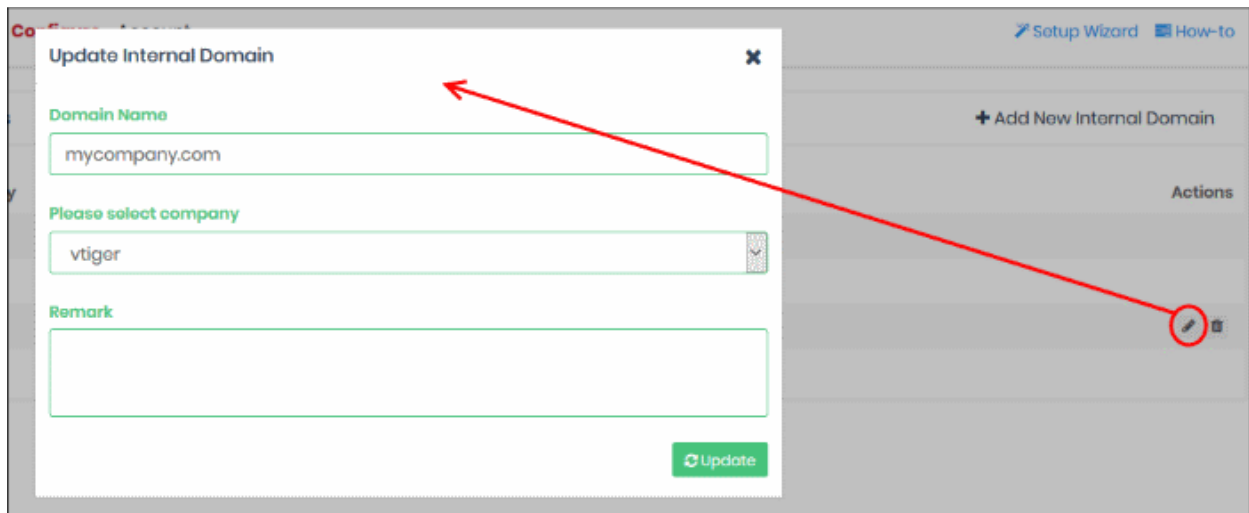 Setup Wizard How-to
Update Internal Domain
Domain Name
+ Add New Internal Domain
mycompany.com
Actions
Please select company
vtiger
Remark
Update